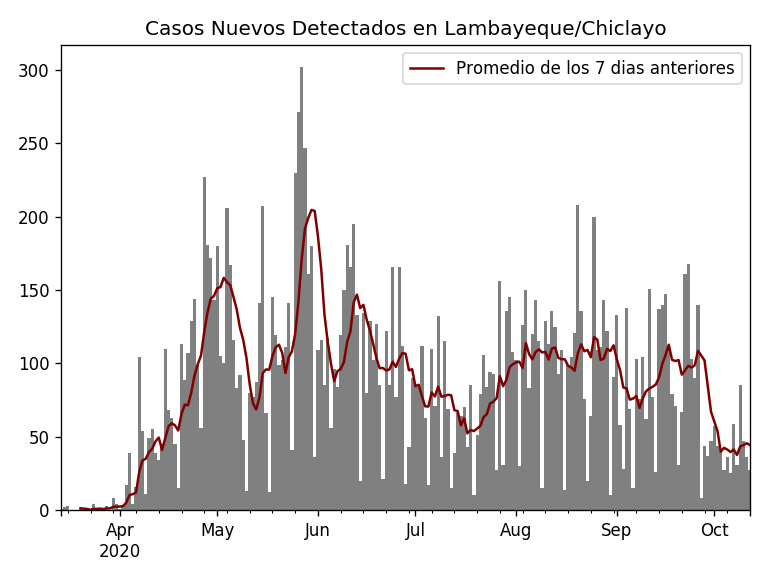 Casos Nuevos Detectados en Lambayeque/Chiclayo
Promedio de los 7 dias anteriores
300
250
200
150
100
50
0
Apr May Jun Jul Aug Sep Oct
2020